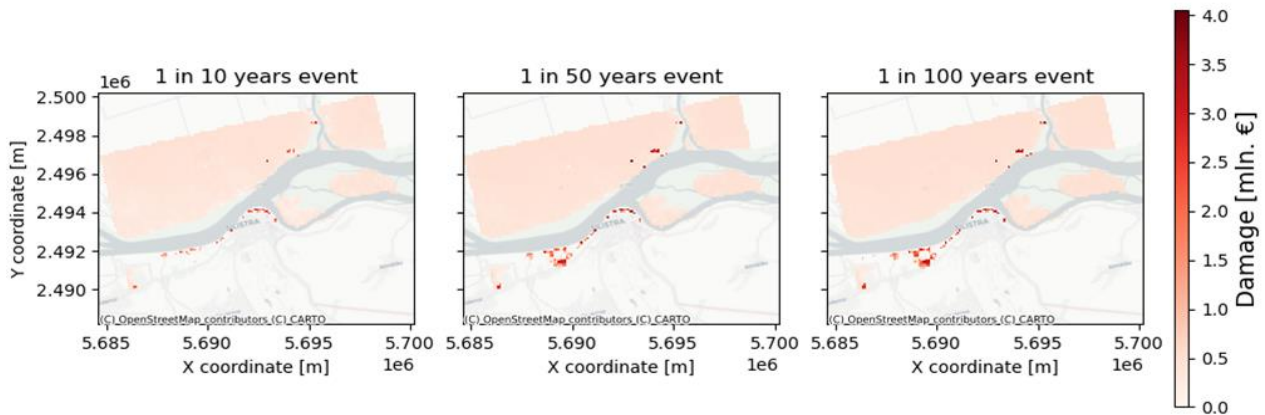 1 in 10 years event
1 in 50 years event
1 in 100 years event
1e6
2.500
2.498
2.496
2.494
2.492
2.490
Y coordinate [m]
(C) OpenStreetMap contributors (C) CARTO
(C) OpenStreetMap contributors (C) CARTO
(C) OpenStreetMap contributors (C) CARTO
5.685 5.690 5.695 5.700
5.685 5.690 5.695 5.700
5.685 5.690 5.695 5.700
X coordinate [m] 1e6
X coordinate [m] 1e6
X coordinate [m] 1e6
4.0
3.5
3.0
2.5
2.0
1.5
1.0
0.5
0.0
Damage [mln. €]